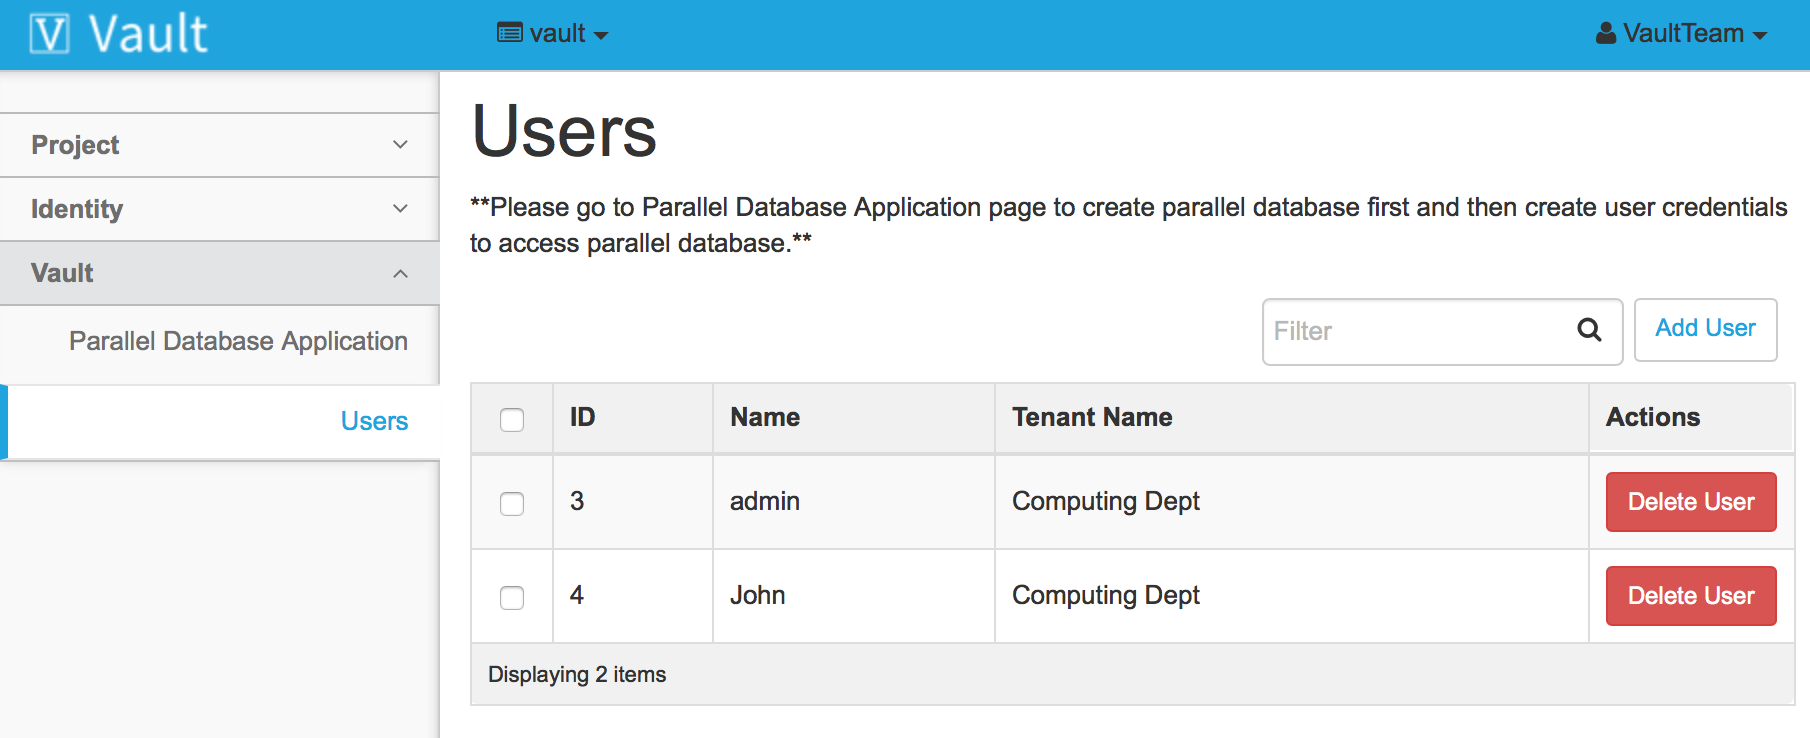 V Vault
vault
VaultTeam
Project
Identity
Vault
Parallel Database Application
Users
Users
**Please go to Parallel Database Application page to create parallel database first and then create user credentials
to access parallel database.**
Filter
Add User
ID Name Tenant Name Actions
3 admin Computing Dept Delete User
4 John Computing Dept Delete User
Displaying 2 items